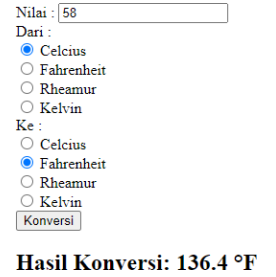 Nilai : 58
Dari :
Celcius
Fahrenheit
Rheamur
Kelvin
Ke :
Celcius
Fahrenheit
Rheamur
Kelvin
Konversi
Hasil Konversi: 136.4 °F